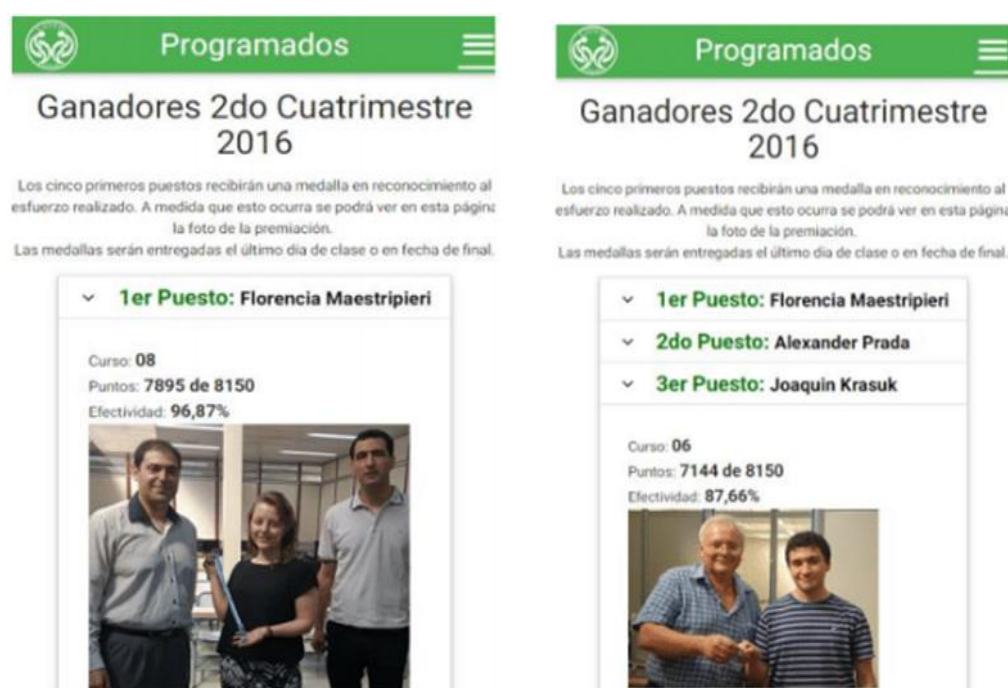 Programados
Ganadores 2do Cuatrimestre
2016
Los cinco primeros puestos recibirán una medalla en reconocimiento al
esfuerzo realizado. A medida que esto ocurra se podrá ver en esta página
la foto de la premiación.
Las medallas serán entregadas el último día de clase o en fecha de final.
1er Puesto: Florencia Maestripieri
Curso: 08
Puntos: 7895 de 8150
Efectividad: 96,87%
Programados
Ganadores 2do Cuatrimestre
2016
Los cinco primeros puestos recibirán una medalla en reconocimiento al
esfuerzo realizado. A medida que esto ocurra se podrá ver en esta página
la foto de la premiación.
Las medallas serán entregadas el último día de clase o en fecha de final.
1er Puesto: Florencia Maestripieri
2do Puesto: Alexander Prada
3er Puesto: Joaquin Krasuk
Curso: 06
Puntos: 7144 de 8150
Efectividad: 87,66%